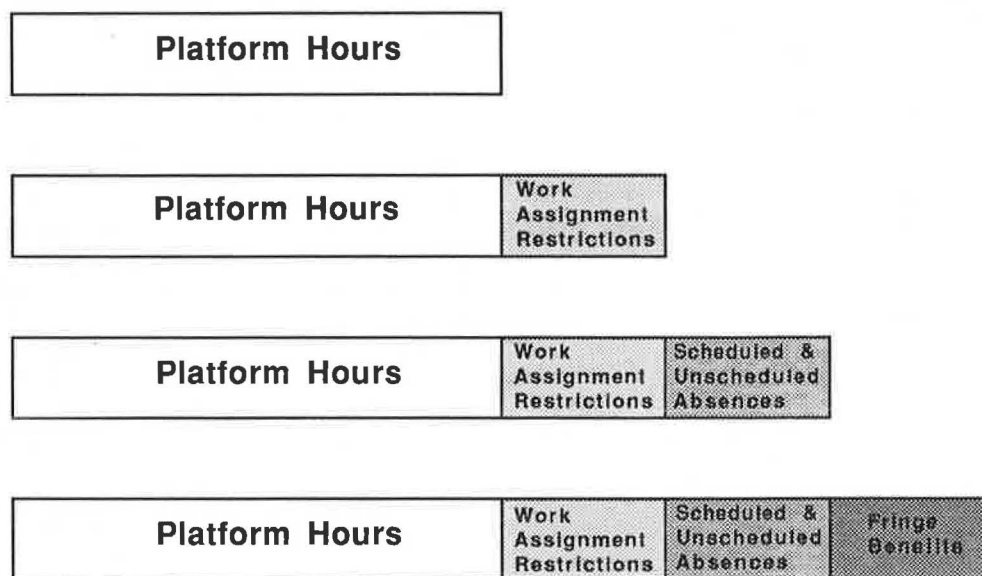 Platform Hours
Platform Hours
Work
Assignment
Restrictions
Platform Hours
Work
Assignment
Restrictions
Scheduled &
Unscheduled
Absences
Platform Hours
Work
Assignment
Restrictions
Scheduled &
Unscheduled
Absences
Fringe
Benefits